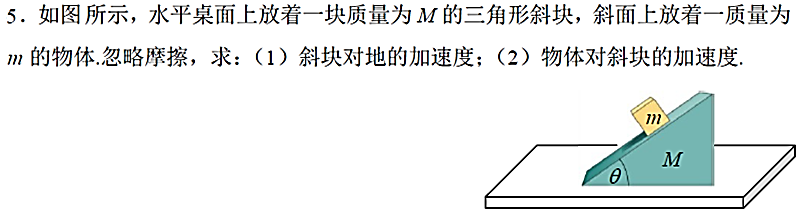 5．如图所示，水平桌面上放着一块质量为 M 的三角形斜块，斜面上放着一质量为
m 的物体.忽略摩擦，求：（1）斜块对地的加速度；（2）物体对斜块的加速度.
m
M
θ